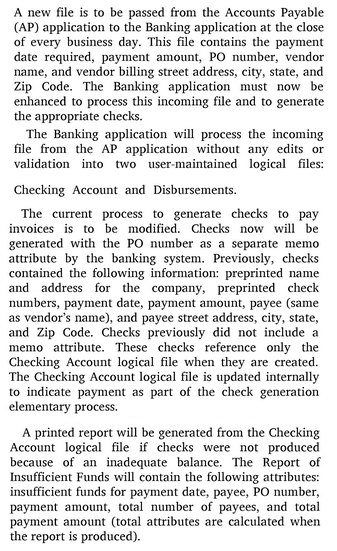 A new file is to be passed from the Accounts Payable
(AP) application to the Banking application at the close
of every business day. This file contains the payment
date required, payment amount, PO number, vendor
name, and vendor billing street address, city, state, and
Zip Code. The Banking application must now be
enhanced to process this incoming file and to generate
the appropriate checks.
The Banking application will process the incoming
file from the AP application without any edits or
validation into two user-maintained logical files:
Checking Account and Disbursements.
The current process to generate checks to pay
invoices is to be modified. Checks now will be
generated with the PO number as a separate memo
attribute by the banking system. Previously, checks
contained the following information: preprinted name
and address for the company, preprinted check
numbers, payment date, payment amount, payee (same
as vendor's name), and payee street address, city, state,
and Zip Code. Checks previously did not include a
memo attribute. These checks reference only the
Checking Account logical file when they are created.
The Checking Account logical file is updated internally
to indicate payment as part of the check generation
elementary process.
A printed report will be generated from the Checking
Account logical file if checks were not produced
because of an inadequate balance. The Report of
Insufficient Funds will contain the following attributes:
insufficient funds for payment date, payee, PO number,
payment amount, total number of payees, and total
payment amount (total attributes are calculated when
the report is produced).